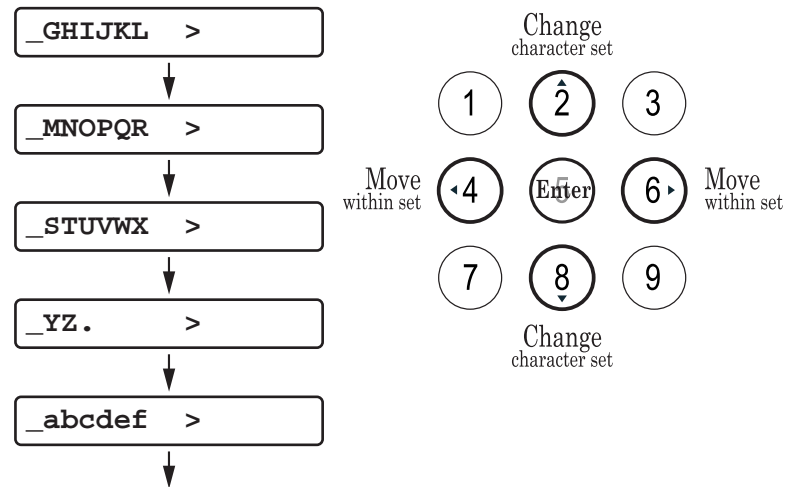 _GHIJKL >
_MNOPQR >
_STUVWX >
_YZ. >
_abcdef >
Change
character set
1 2 3
Move
within set
4 5 Enter 6
Move
within set
7 8 9
Change
character set